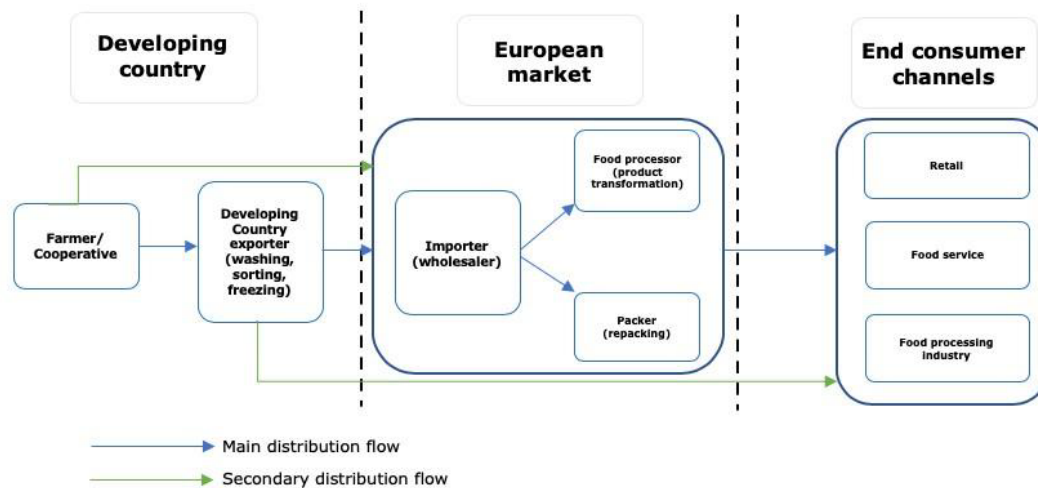 Developing
country
European
market
End consumer
channels
Farmer/
Cooperative
Developing
Country
exporter
(washing,
sorting,
freezing)
Importer
(wholesaler)
Food processor
(product
transformation)
Packer
(repacking)
Retail
Food service
Food processing
industry
Main distribution flow
Secondary distribution flow